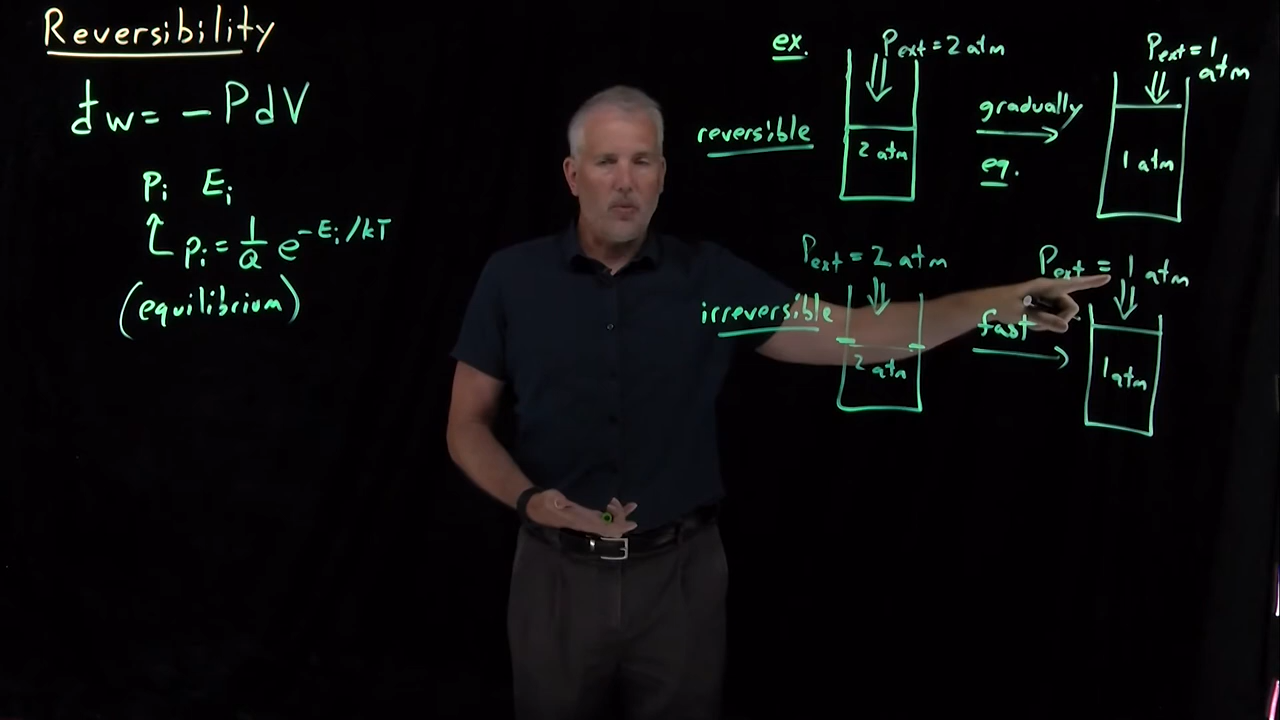 Reversibility
đw = - P dV
Pi Ei
pi = 1/Q e^-Ei/kT
(equilibrium)
ex.
Pext = 2 atm
reversible
2 atm
gradually
eq.
Pext = 1
atm
1 atm
Pext = 2 atm
irreversible
2 atm
fast
Pext = 1 atm
1 atm